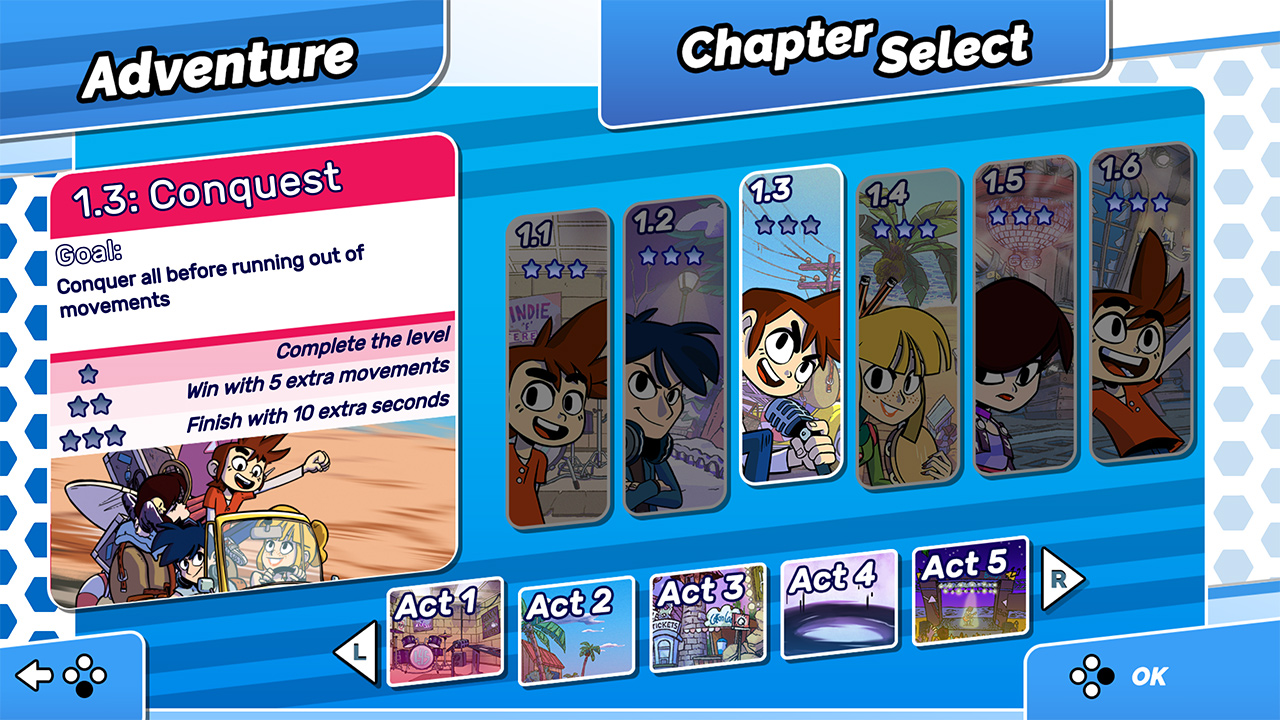 Adventure
Chapter Select
1.3: Conquest
Goal:
Conquer all before running out of
movements
Complete the level
Win with 5 extra movements
Finish with 10 extra seconds
1.1
1.2
1.3
1.4
1.5
1.6
INDIE
L
Act 1
Act 2
Act 3
Act 4
Act 5
R
TICKETS
OK